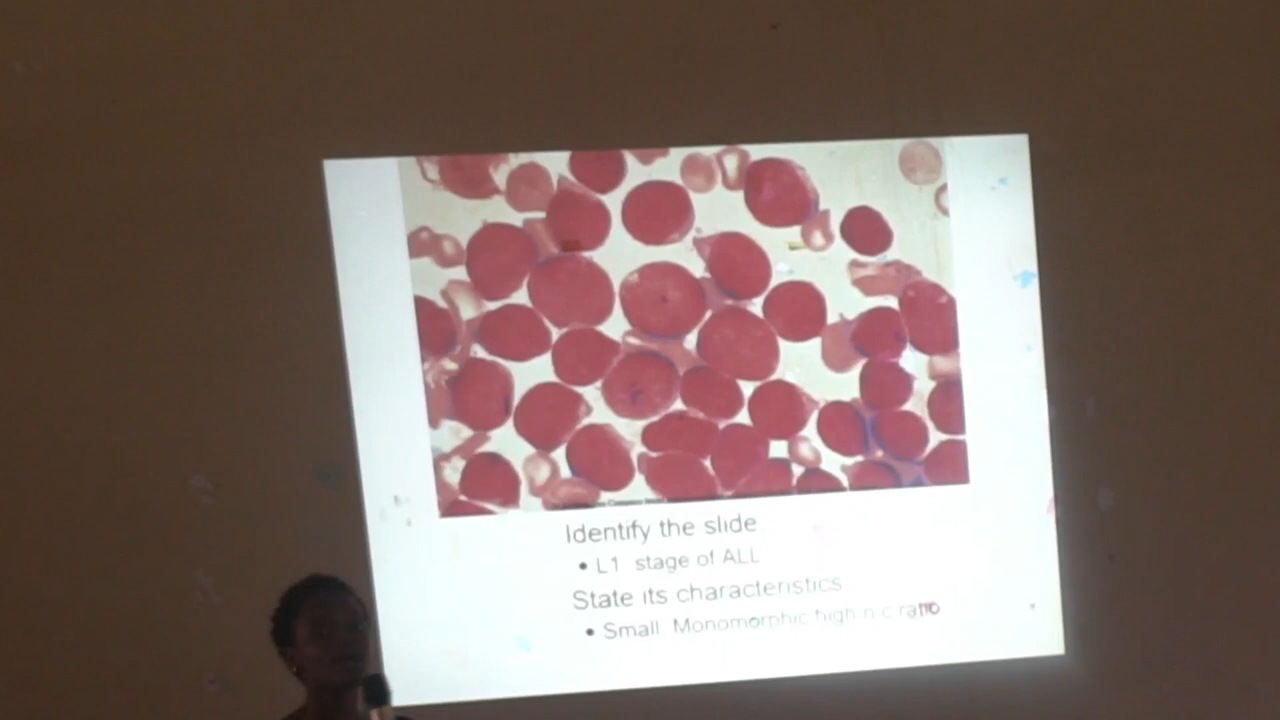 Identify the slide
• L1 stage of ALL
State its characteristics
• Small Monomorphic high n c ratio